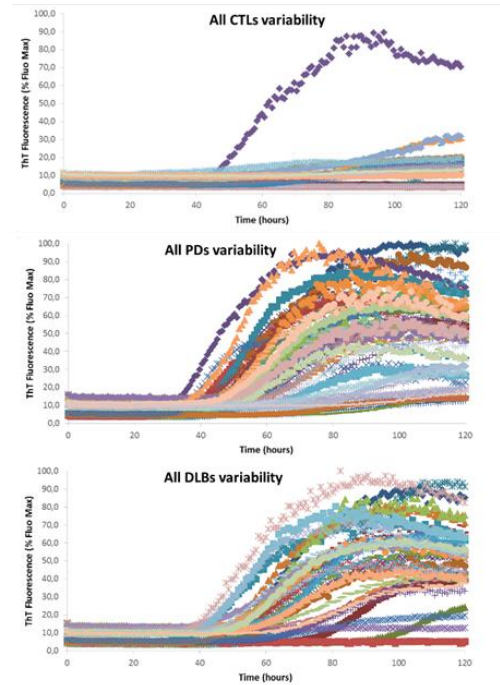 All CTLs variability
ThT Fluorescence (% Fluo Max)
100,0
90,0
80,0
70,0
60,0
50,0
40,0
30,0
20,0
10,0
0,0
0 20 40 60 80 100 120
Time (hours)
All PDs variability
ThT Fluorescence (% Fluo Max)
100,0
90,0
80,0
70,0
60,0
50,0
40,0
30,0
20,0
10,0
0,0
0 20 40 60 80 100 120
Time (hours)
All DLBs variability
ThT Fluorescence (% Fluo Max)
100,0
90,0
80,0
70,0
60,0
50,0
40,0
30,0
20,0
10,0
0,0
0 20 40 60 80 100 120
Time (hours)